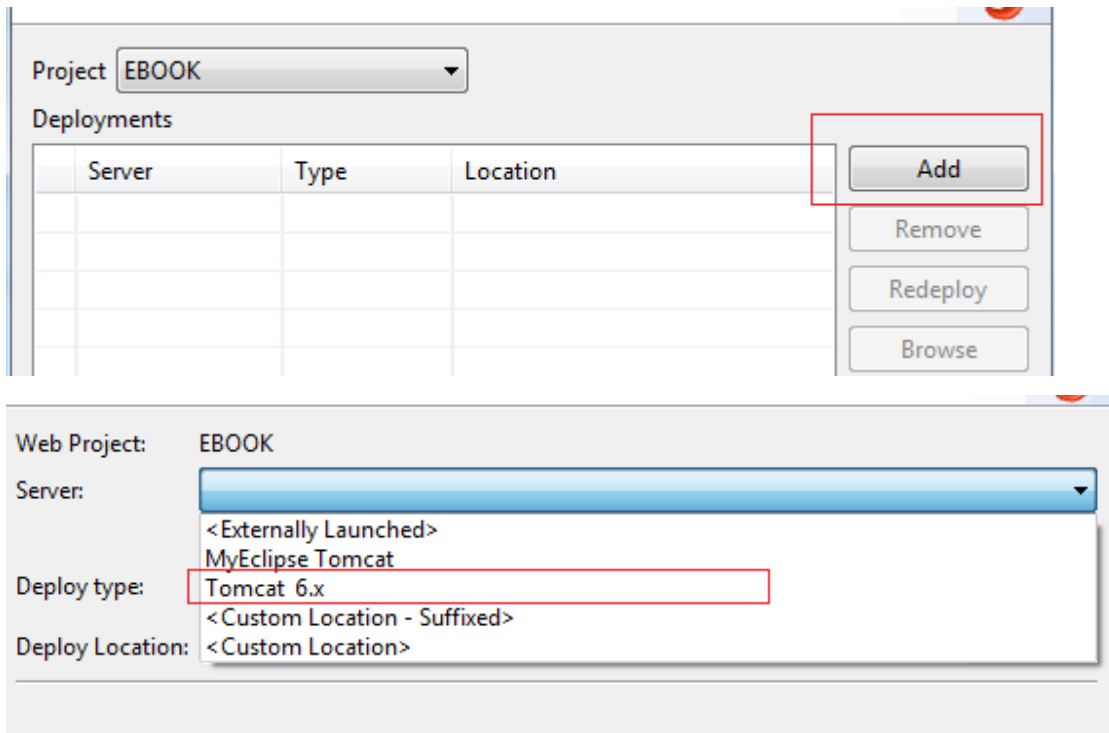 Project EBOOK
Deployments
Server Type Location
Add
Remove
Redeploy
Browse
Web Project: EBOOK
Server:
<Externally Launched>
MyEclipse Tomcat
Deploy type: Tomcat 6.x
<Custom Location - Suffixed>
Deploy Location: <Custom Location>